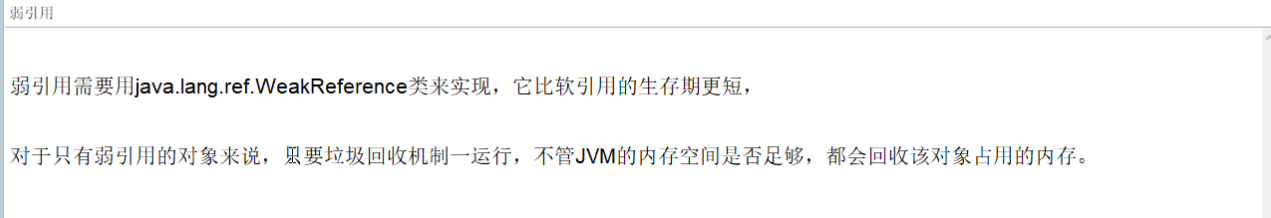 弱引用
弱引用需要用java.lang.ref.WeakReference类来实现，它比软引用的生存期更短，
对于只有弱引用的对象来说，只要垃圾回收机制一运行，不管JVM的内存空间是否足够，都会回收该对象占用的内存。